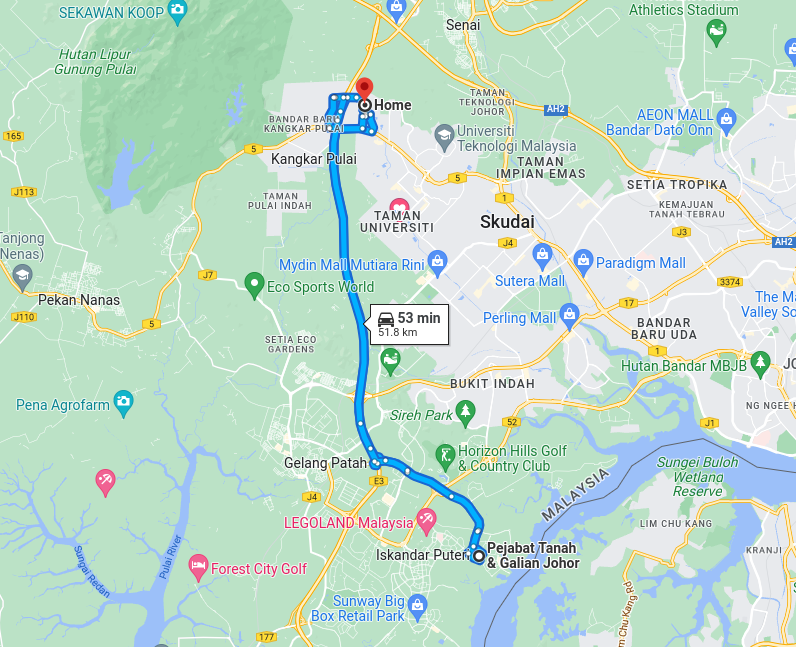 SEKAWAN KOOP
Senai
Athletics Stadium
Hutan Lipur
Gunung Pulai
Home
TAMAN
TEKNOLOGI
JOHOR
AH2
AEON MALL
Bandar Dato' Onn
BANDAR BARU
KANGKAR PULAI
Universiti
Teknologi Malaysia
165
5
Kangkar Pulai
TAMAN
IMPIAN EMAS
5
SETIA TROPIKA
J113
TAMAN
PULAI INDAH
1
KEMAJUAN
TANAH TEBRAU
TAMAN
UNIVERSITI
Skudai
J3
Tanjong
Nenas)
J4
AH2
J7
Mydin Mall Mutiara Rini
Paradigm Mall
Eco Sports World
Sutera Mall
3374
Pekan Nanas
17
The Ma
Valley So
J110
5
53 min
51.8 km
Perling Mall
BANDAR
BARU UDA
SETIA ECO
GARDENS
1
Hutan Bandar MBJB
BUKIT INDAH
Pena Agrofarm
Sireh Park
NG NGEE H
52
J1
Horizon Hills Golf
& Country Club
Gelang Patah
Sungei Buloh
Wetland
Reserve
E3
MALAYSIA
J4
LEGOLAND Malaysia
LIM CHU KANG
Iskandar Puteri
Pejabat Tanah
& Galian Johor
KRANJI
Sungai Redan
Pulai River
Forest City Golf
Sunway Big
Box Retail Park
m Chu Kang Rd
177